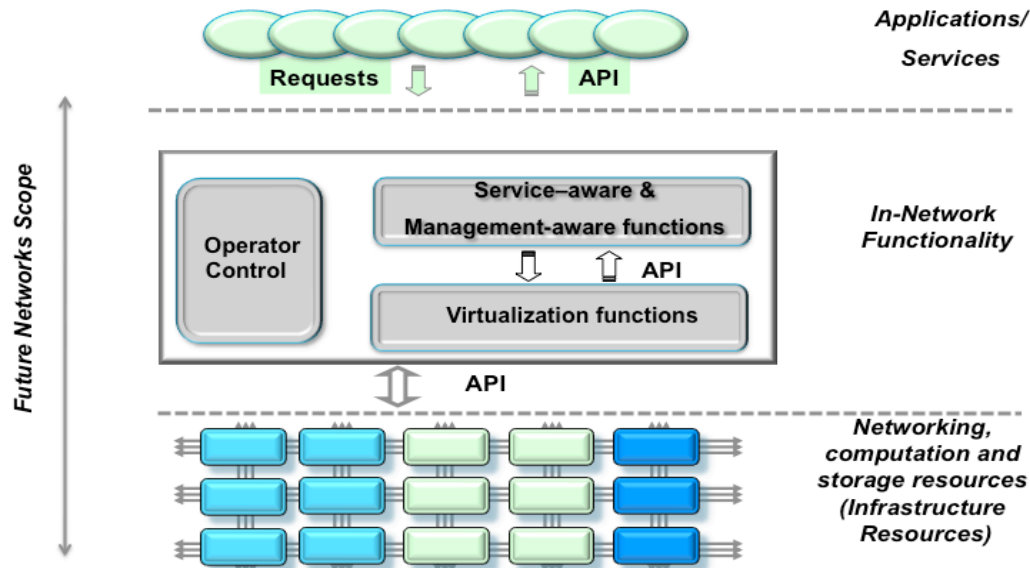 Applications/
Services
Requests
API
Future Networks Scope
Service–aware &
Management-aware functions
Operator
Control
API
Virtualization functions
In-Network
Functionality
API
Networking,
computation and
storage resources
(Infrastructure
Resources)